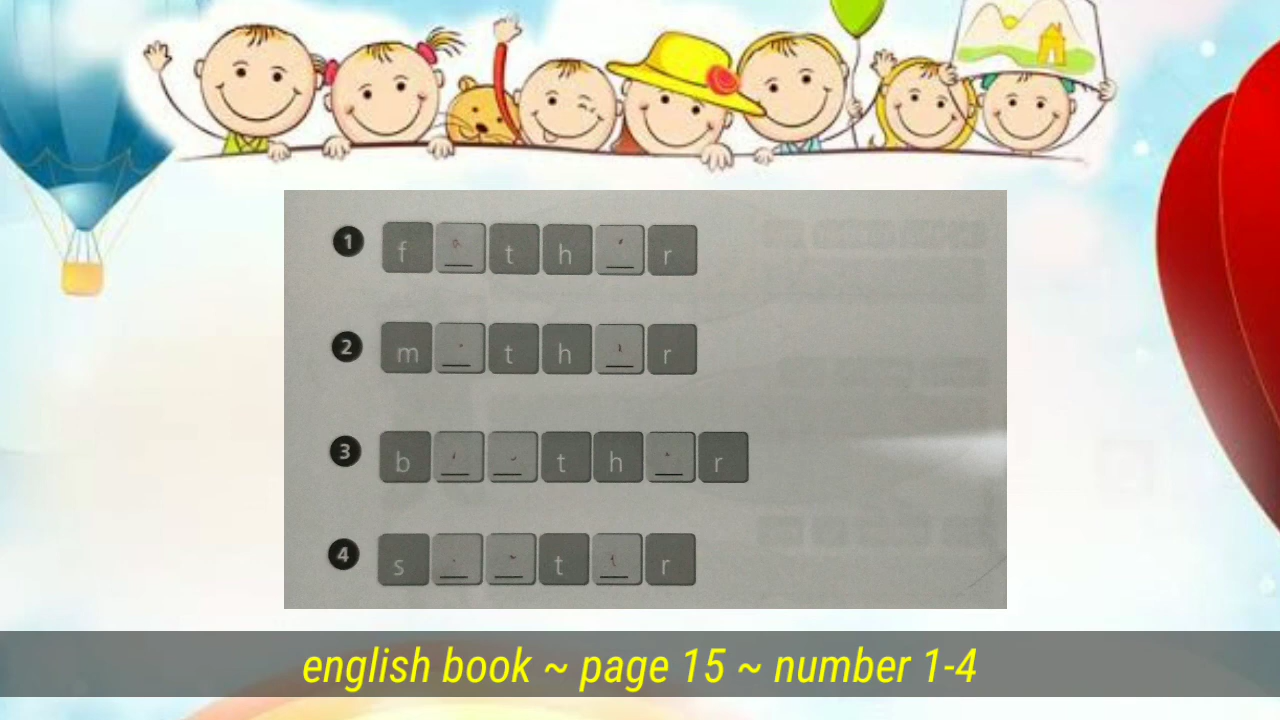 1 f _ t h _ r
2 m _ t h _ r
3 b _ _ t h _ r
4 s _ _ t _ r
english book ~ page 15 ~ number 1-4